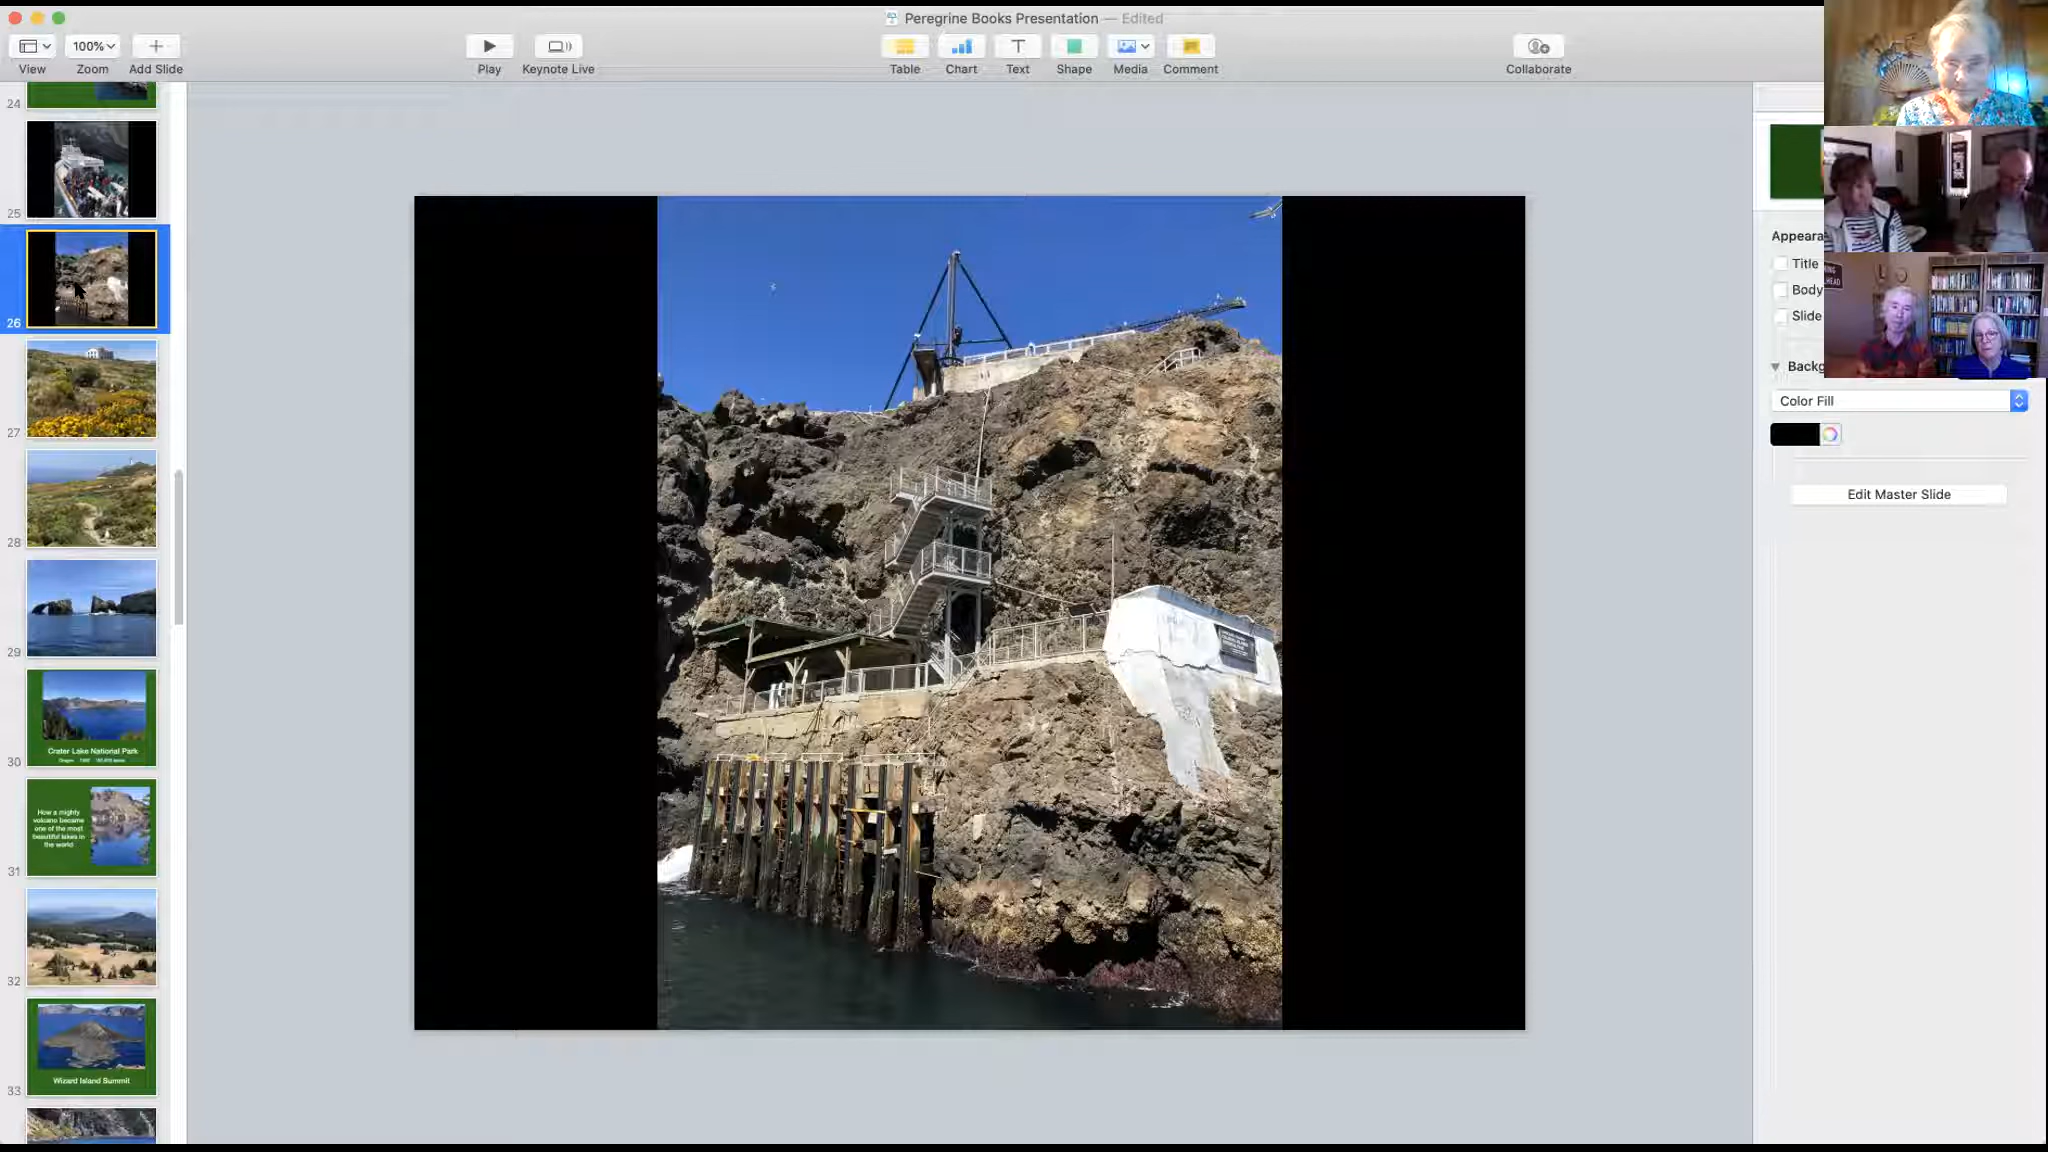 Peregrine Books Presentation — Edited
View
100%
Zoom
Add Slide
Play
Keynote Live
Table
Chart
Text
Shape
Media
Comment
Collaborate
24
25
26
27
28
29
Crater Lake National Park
30
How a mighty
volcano became
one of the most
beautiful lakes in
the world
31
32
Wizard Island Summit
33
Appeara
Title
Body
Slide
Backg
Color Fill
Edit Master Slide